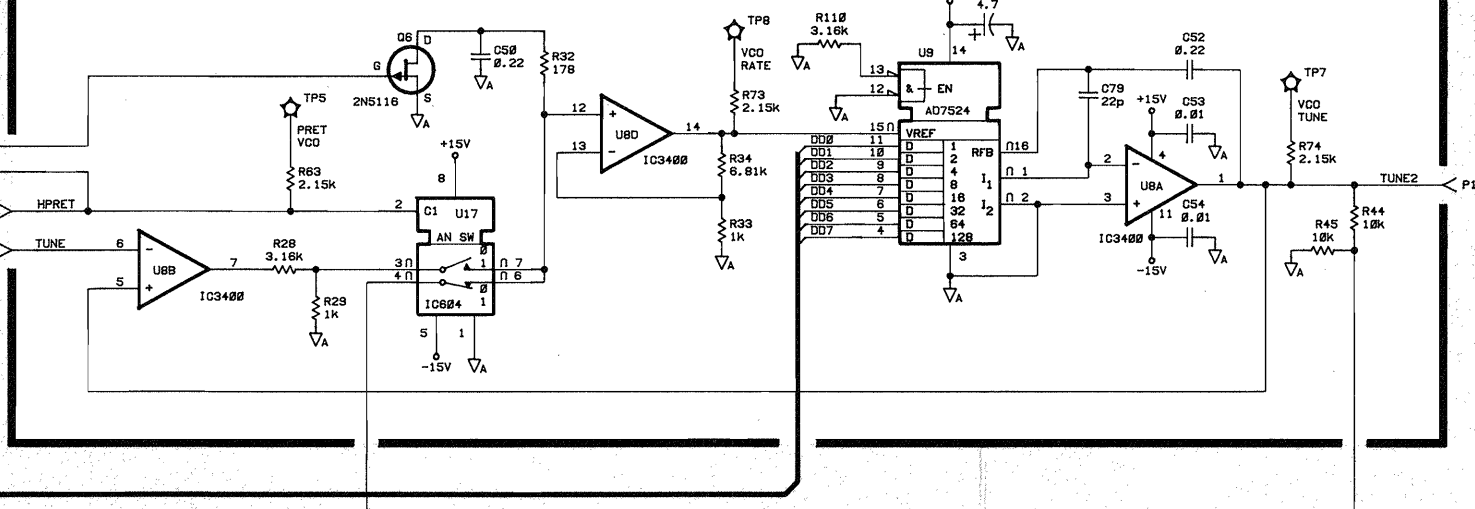 4.7
+
14
R110
3.16k
U9
13
12
&
EN
AD7524
Q6
D
G
S
2N5116
C50
0.22
A
R32
178
TP8
VCO
RATE
R73
2.15k
C52
0.22
C79
22p
+15V
C53
0.01
A
TP7
VCO
TUNE
R74
2.15k
TP5
PRET
VCO
R63
2.15k
+15V
8
12
+
13
-
U8D
14
IC3400
R34
6.81k
R33
1k
A
15
VREF
DD0 11 D 1
DD1 10 D 2
DD2 9 D 4
DD3 8 D 8
DD4 7 D 16
DD5 6 D 32
DD6 5 D 64
DD7 4 D 128
RFB 16
I1 1
I2 2
3
A
2
-
3
+
4
U8A
1
11
IC3400
C54
0.01
A
-15V
TUNE2
P1
R45
10k
R44
10k
A
HPRET
2
C1
U17
AN SW
TUNE
6
-
5
+
U8B
7
IC3400
R28
3.16k
R29
1k
A
3
4
0
1
0
1
7
6
IC604
5
1
-15V
A